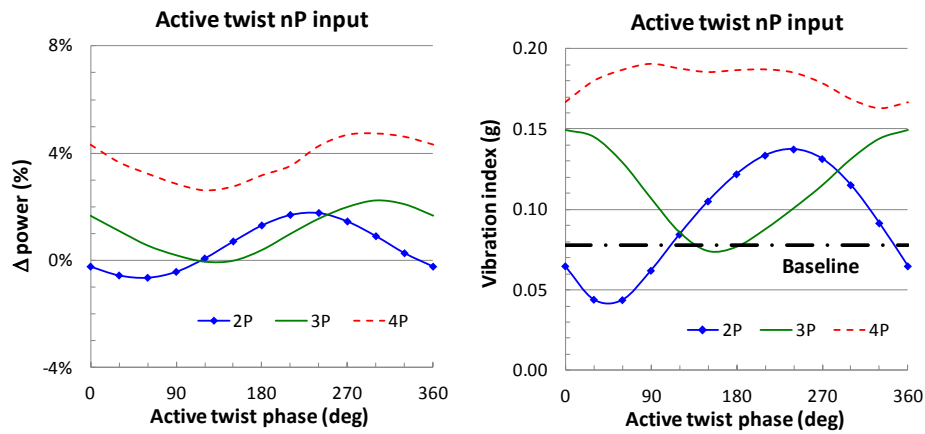 Active twist nP input
8%
4%
0%
-4%
Δ power (%)
2P 3P 4P
0 90 180 270 360
Active twist phase (deg)
Active twist nP input
0.20
0.15
0.10
0.05
0.00
Vibration index (g)
Baseline
2P 3P 4P
0 90 180 270 360
Active twist phase (deg)